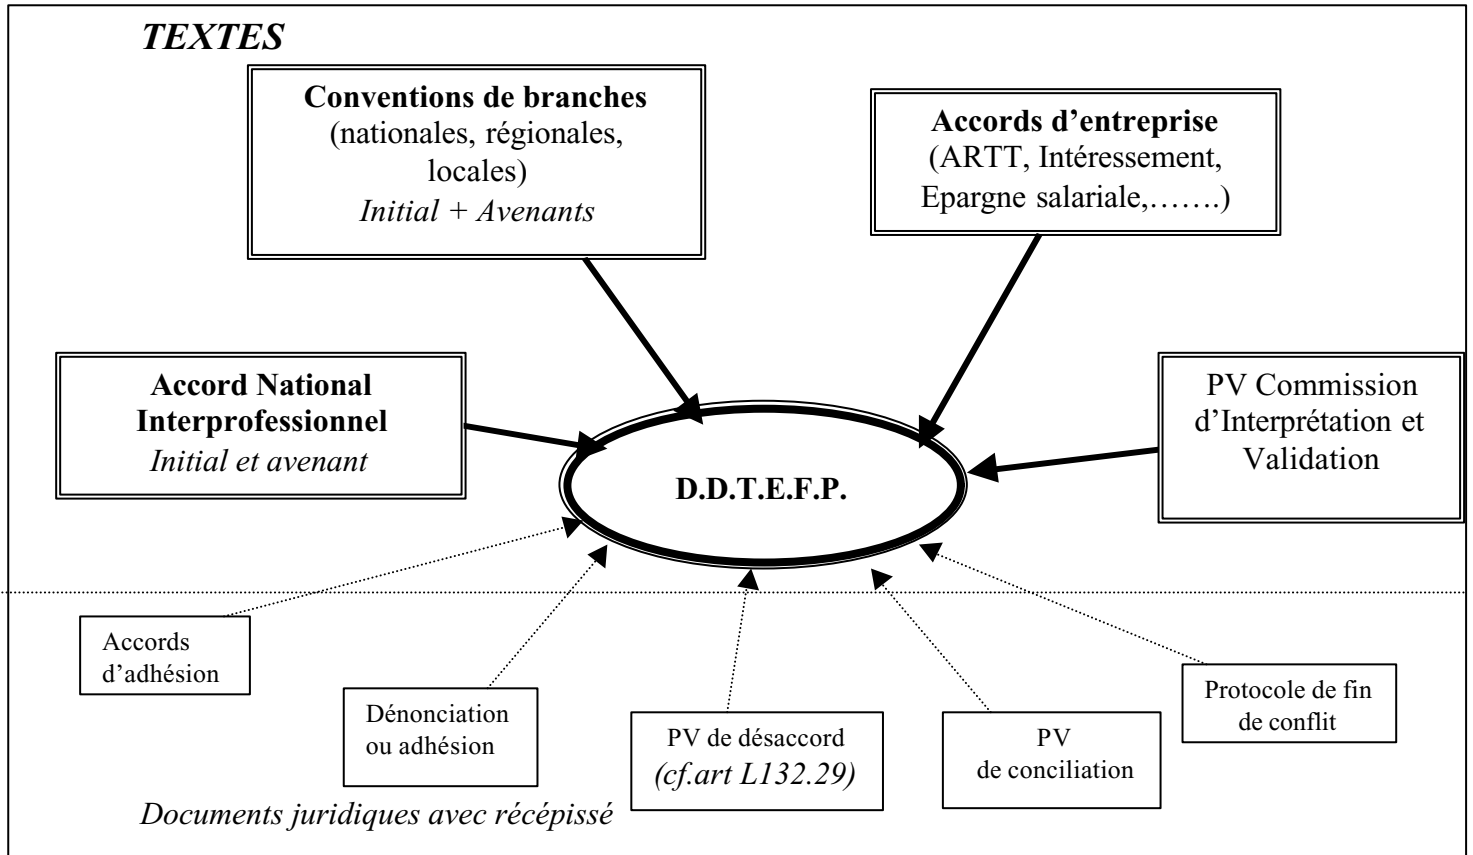 TEXTES
Conventions de branches
(nationales, régionales,
locales)
Initial + Avenants
Accords d’entreprise
(ARTT, Intéressement,
Epargne salariale,…….)
Accord National
Interprofessionnel
Initial et avenant
PV Commission
d’Interprétation et
Validation
D.D.T.E.F.P.
Accords
d’adhésion
Dénonciation
ou adhésion
PV de désaccord
(cf.art L132.29)
PV
de conciliation
Protocole de fin
de conflit
Documents juridiques avec récépissé